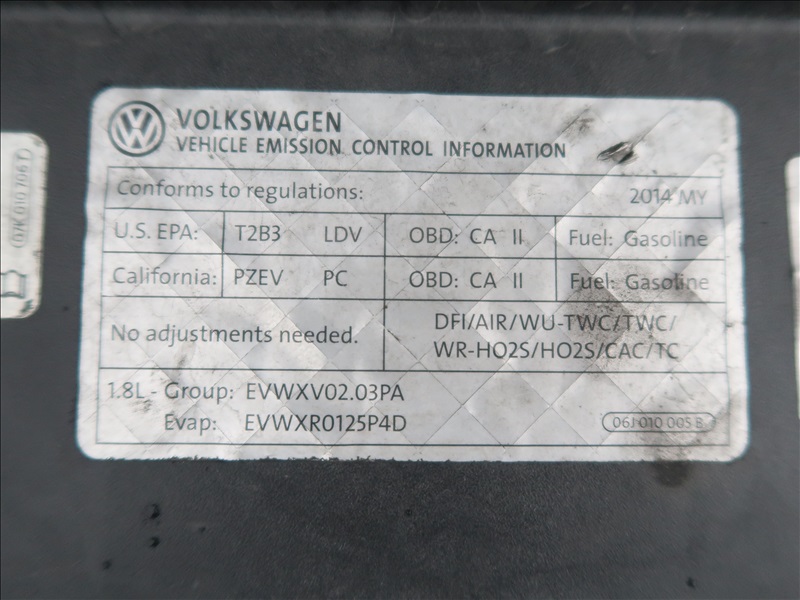 VOLKSWAGEN
VEHICLE EMISSION CONTROL INFORMATION
Conforms to regulations: 2014 MY
U.S. EPA: T2B3 LDV OBD: CA II Fuel: Gasoline
California: PZEV PC OBD: CA II Fuel: Gasoline
No adjustments needed.
DFI/AIR/WU-TWC/TWC/
WR-HO2S/HO2S/CAC/TC
1.8L - Group: EVWXV02.03PA
Evap: EVWXR0125P4D
06J 010 005 B